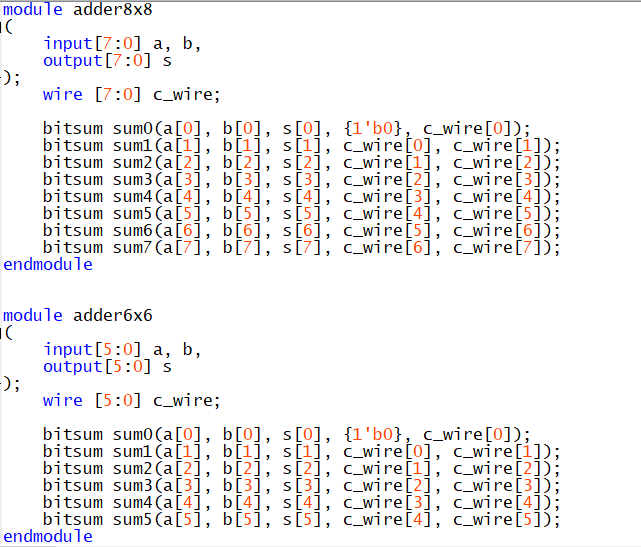 module adder8x8
(
    input[7:0] a, b,
    output[7:0] s
);
    wire [7:0] c_wire;

    bitsum sum0(a[0], b[0], s[0], {1'b0}, c_wire[0]);
    bitsum sum1(a[1], b[1], s[1], c_wire[0], c_wire[1]);
    bitsum sum2(a[2], b[2], s[2], c_wire[1], c_wire[2]);
    bitsum sum3(a[3], b[3], s[3], c_wire[2], c_wire[3]);
    bitsum sum4(a[4], b[4], s[4], c_wire[3], c_wire[4]);
    bitsum sum5(a[5], b[5], s[5], c_wire[4], c_wire[5]);
    bitsum sum6(a[6], b[6], s[6], c_wire[5], c_wire[6]);
    bitsum sum7(a[7], b[7], s[7], c_wire[6], c_wire[7]);
endmodule

module adder6x6
(
    input[5:0] a, b,
    output[5:0] s
);
    wire [5:0] c_wire;

    bitsum sum0(a[0], b[0], s[0], {1'b0}, c_wire[0]);
    bitsum sum1(a[1], b[1], s[1], c_wire[0], c_wire[1]);
    bitsum sum2(a[2], b[2], s[2], c_wire[1], c_wire[2]);
    bitsum sum3(a[3], b[3], s[3], c_wire[2], c_wire[3]);
    bitsum sum4(a[4], b[4], s[4], c_wire[3], c_wire[4]);
    bitsum sum5(a[5], b[5], s[5], c_wire[4], c_wire[5]);
endmodule